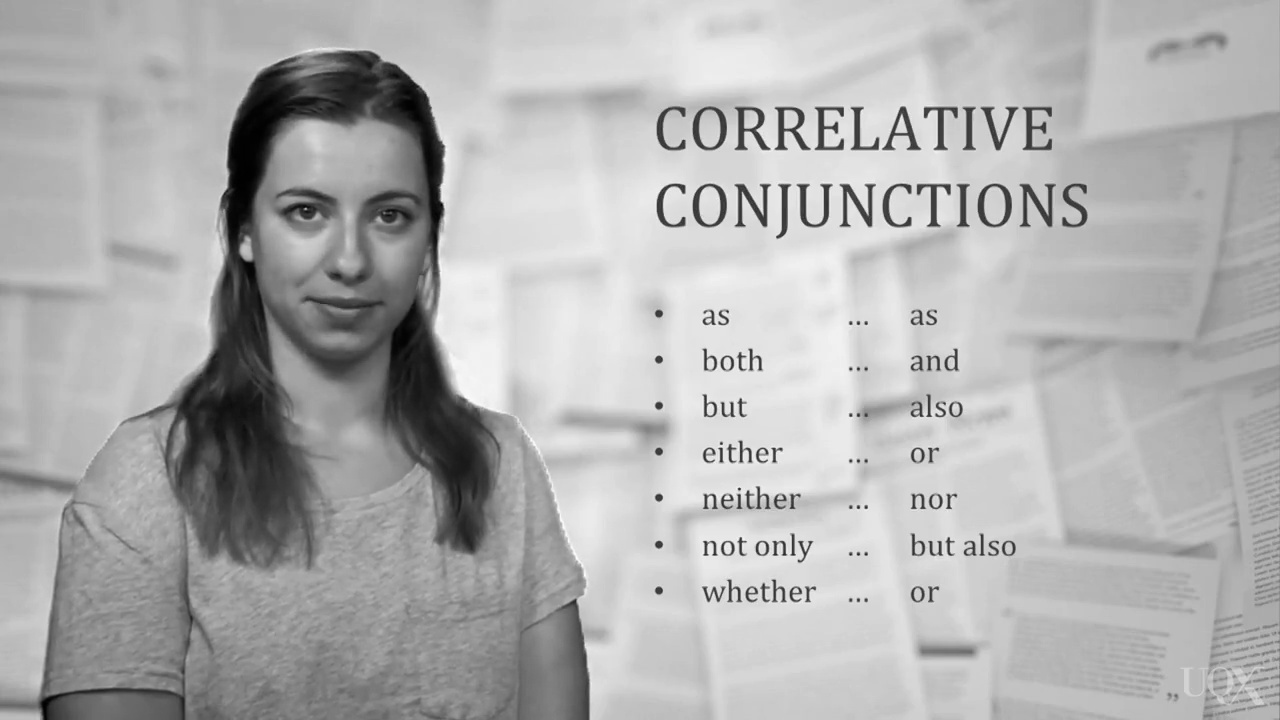 CORRELATIVE
CONJUNCTIONS
• as ... as
• both ... and
• but ... also
• either ... or
• neither ... nor
• not only ... but also
• whether ... or
UQX